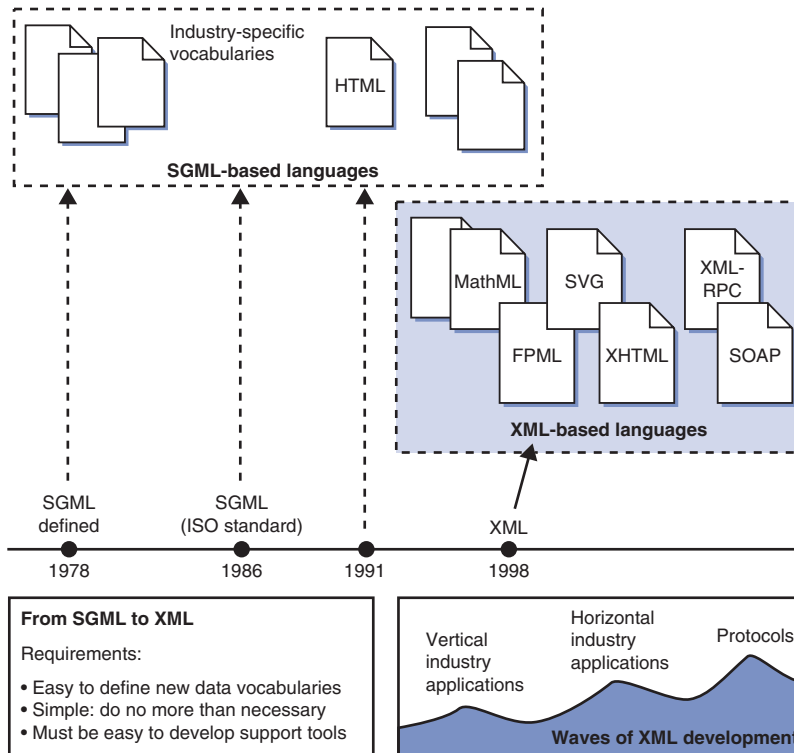 Industry-specific
vocabularies
HTML
SGML-based languages
MathML
SVG
XML-
RPC
FPML
XHTML
SOAP
XML-based languages
SGML
defined
SGML
(ISO standard)
XML
1978
1986
1991
1998
From SGML to XML
Requirements:
• Easy to define new data vocabularies
• Simple: do no more than necessary
• Must be easy to develop support tools
Vertical
industry
applications
Horizontal
industry
applications
Protocols
Waves of XML development